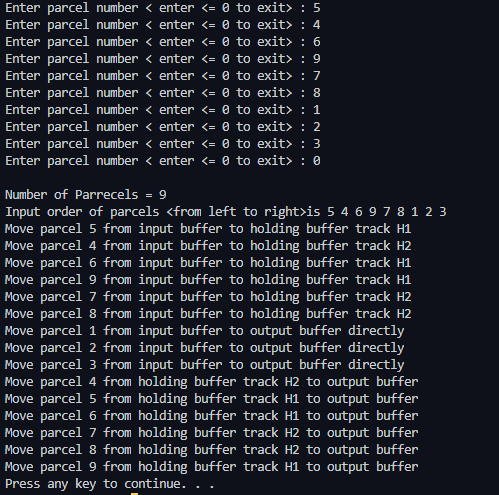 Enter parcel number < enter <= 0 to exit> : 5
Enter parcel number < enter <= 0 to exit> : 4
Enter parcel number < enter <= 0 to exit> : 6
Enter parcel number < enter <= 0 to exit> : 9
Enter parcel number < enter <= 0 to exit> : 7
Enter parcel number < enter <= 0 to exit> : 8
Enter parcel number < enter <= 0 to exit> : 1
Enter parcel number < enter <= 0 to exit> : 2
Enter parcel number < enter <= 0 to exit> : 3
Enter parcel number < enter <= 0 to exit> : 0
Number of Parrecels = 9
Input order of parcels <from left to right>is 5 4 6 9 7 8 1 2 3
Move parcel 5 from input buffer to holding buffer track H1
Move parcel 4 from input buffer to holding buffer track H2
Move parcel 6 from input buffer to holding buffer track H1
Move parcel 9 from input buffer to holding buffer track H1
Move parcel 7 from input buffer to holding buffer track H2
Move parcel 8 from input buffer to holding buffer track H2
Move parcel 1 from input buffer to output buffer directly
Move parcel 2 from input buffer to output buffer directly
Move parcel 3 from input buffer to output buffer directly
Move parcel 4 from holding buffer track H2 to output buffer
Move parcel 5 from holding buffer track H1 to output buffer
Move parcel 6 from holding buffer track H1 to output buffer
Move parcel 7 from holding buffer track H2 to output buffer
Move parcel 8 from holding buffer track H2 to output buffer
Move parcel 9 from holding buffer track H1 to output buffer
Press any key to continue. . .